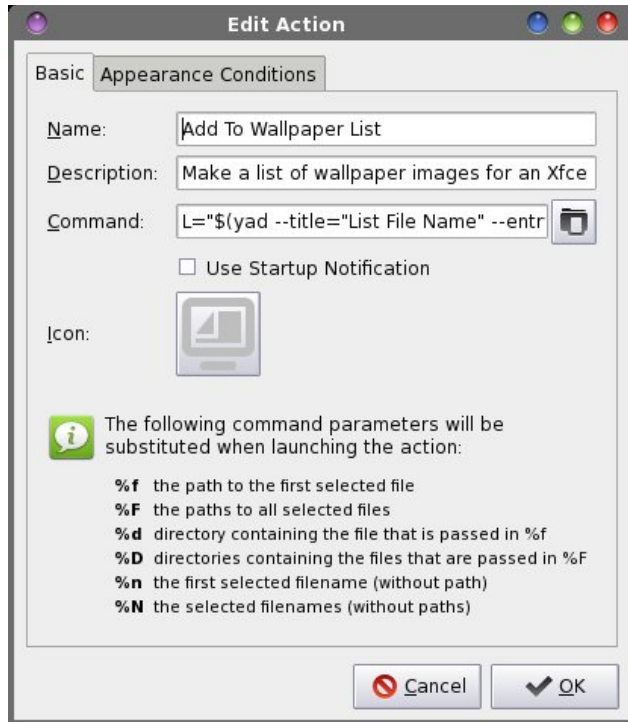 Edit Action
Basic
Appearance Conditions
Name:
Add To Wallpaper List
Description:
Make a list of wallpaper images for an Xfce
Command:
L="$(yad --title="List File Name" --entr
Use Startup Notification
Icon:
The following command parameters will be
substituted when launching the action:
%f the path to the first selected file
%F the paths to all selected files
%d directory containing the file that is passed in %f
%D directories containing the files that are passed in %F
%n the first selected filename (without path)
%N the selected filenames (without paths)
Cancel
OK